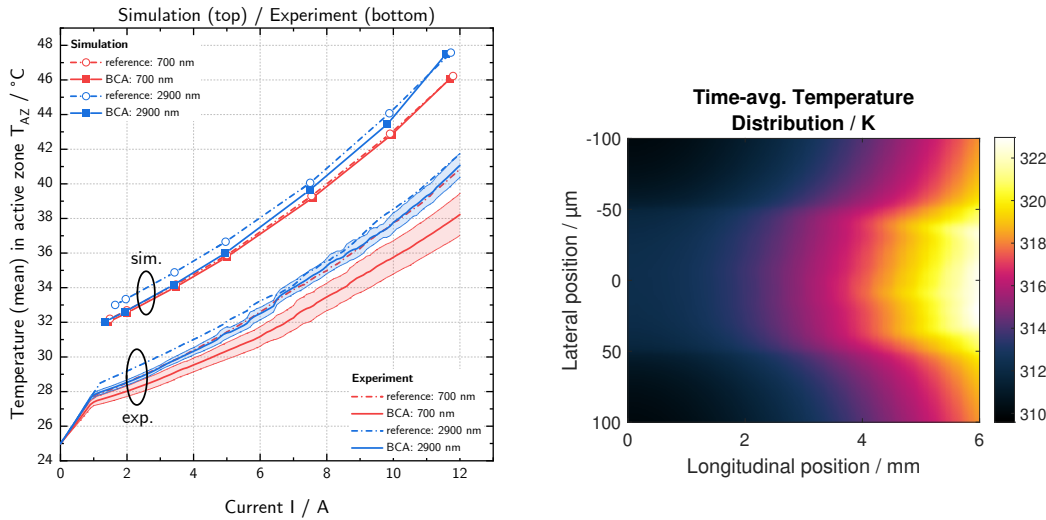 Simulation (top) / Experiment (bottom)
Temperature (mean) in active zone T_AZ / °C
48
46
44
42
40
38
36
34
32
30
28
26
24
Simulation
reference: 700 nm
BCA: 700 nm
reference: 2900 nm
BCA: 2900 nm
sim.
exp.
Experiment
reference: 700 nm
BCA: 700 nm
reference: 2900 nm
BCA: 2900 nm
0 2 4 6 8 10 12
Current I / A
Time-avg. Temperature
Distribution / K
Lateral position / µm
-100
-50
0
50
100
0 2 4 6
Longitudinal position / mm
322
320
318
316
314
312
310